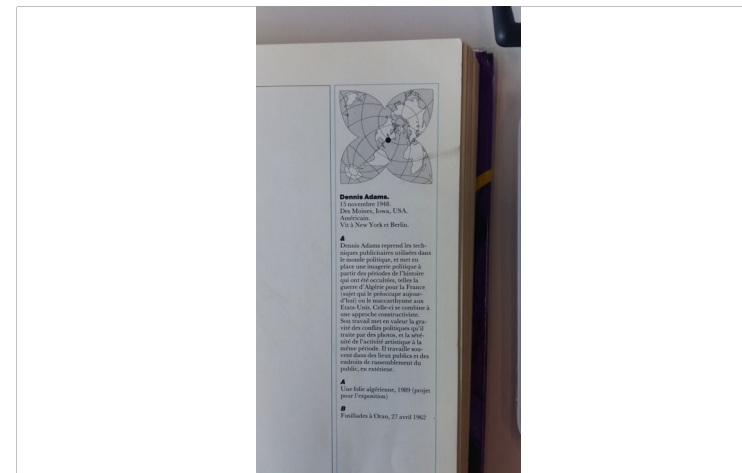 Dennis Adams.
15 novembre 1948.
Des Moines, Iowa, USA.
Américain.
Vit à New York et Berlin.
&
Dennis Adams reprend les tech-
niques publicitaires utilisées dans
le monde politique, et met en
place une imagerie politique à
partir des périodes de l'histoire
qui ont été occultées, telles la
guerre d'Algérie pour la France
(sujet qui le préoccupe aujour-
d'hui) ou le maccarthysme aux
Etats-Unis. Celle-ci se combine à
une approche constructiviste.
Son travail met en valeur la gra-
vité des conflits politiques qu'il
traite par des photos, et la séré-
nité de l'activité artistique à la
même période. Il travaille sou-
vent dans des lieux publics et des
endroits de rassemblement du
public, en extérieur.
A
Une folie algérienne, 1989 (projet
pour l'exposition)
B
Fusillades à Oran, 27 avril 1962